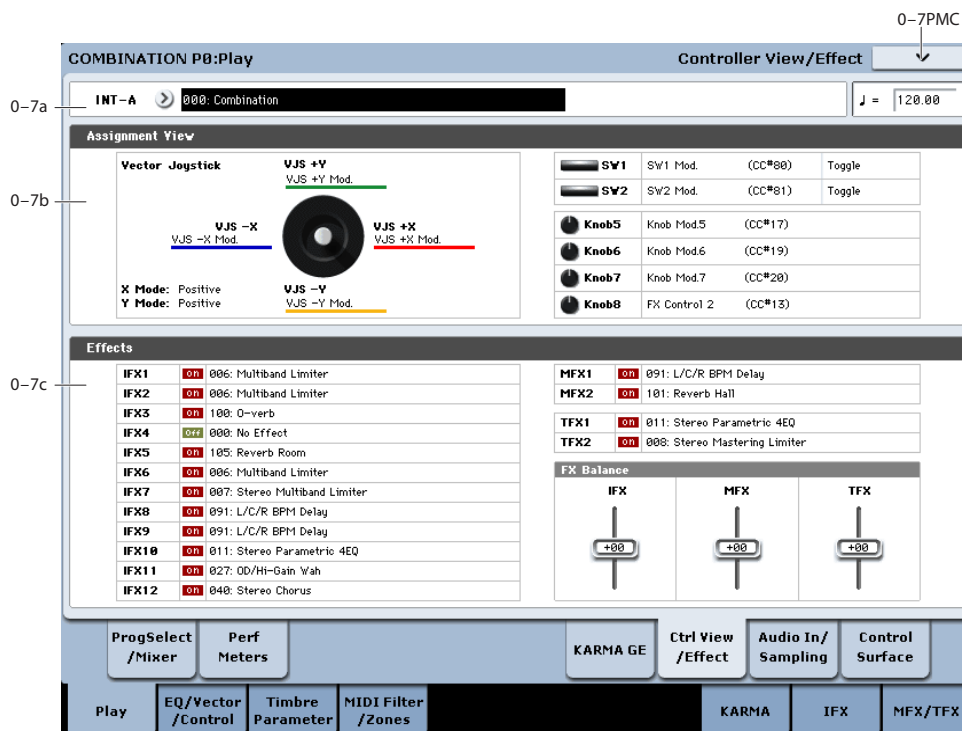 0–7PMC
COMBINATION P0:Play
Controller View/Effect
0–7a
INT-A
000: Combination
♩ = 120.00
Assignment View
0–7b
Vector Joystick
VJS +Y
VJS +Y Mod.
VJS –X
VJS –X Mod.
VJS +X
VJS +X Mod.
X Mode: Positive
Y Mode: Positive
VJS –Y
VJS –Y Mod.
SW1 SW1 Mod. (CC#80) Toggle
SW2 SW2 Mod. (CC#81) Toggle
Knob5 Knob Mod.5 (CC#17)
Knob6 Knob Mod.6 (CC#19)
Knob7 Knob Mod.7 (CC#20)
Knob8 FX Control 2 (CC#13)
Effects
0–7c
IFX1 On 006: Multiband Limiter
IFX2 On 006: Multiband Limiter
IFX3 On 100: O-verb
IFX4 Off 000: No Effect
IFX5 On 105: Reverb Room
IFX6 On 006: Multiband Limiter
IFX7 On 007: Stereo Multiband Limiter
IFX8 On 091: L/C/R BPM Delay
IFX9 On 091: L/C/R BPM Delay
IFX10 On 011: Stereo Parametric 4EQ
IFX11 On 027: OD/Hi-Gain Wah
IFX12 On 040: Stereo Chorus
MFX1 On 091: L/C/R BPM Delay
MFX2 On 101: Reverb Hall
TFX1 On 011: Stereo Parametric 4EQ
TFX2 On 008: Stereo Mastering Limiter
FX Balance
IFX MFX TFX
+00 +00 +00
ProgSelect
/Mixer
Perf
Meters
KARMA GE
Ctrl View
/Effect
Audio In/
Sampling
Control
Surface
Play
EQ/Vector
/Control
Timbre
Parameter
MIDI Filter
/Zones
KARMA
IFX
MFX/TFX